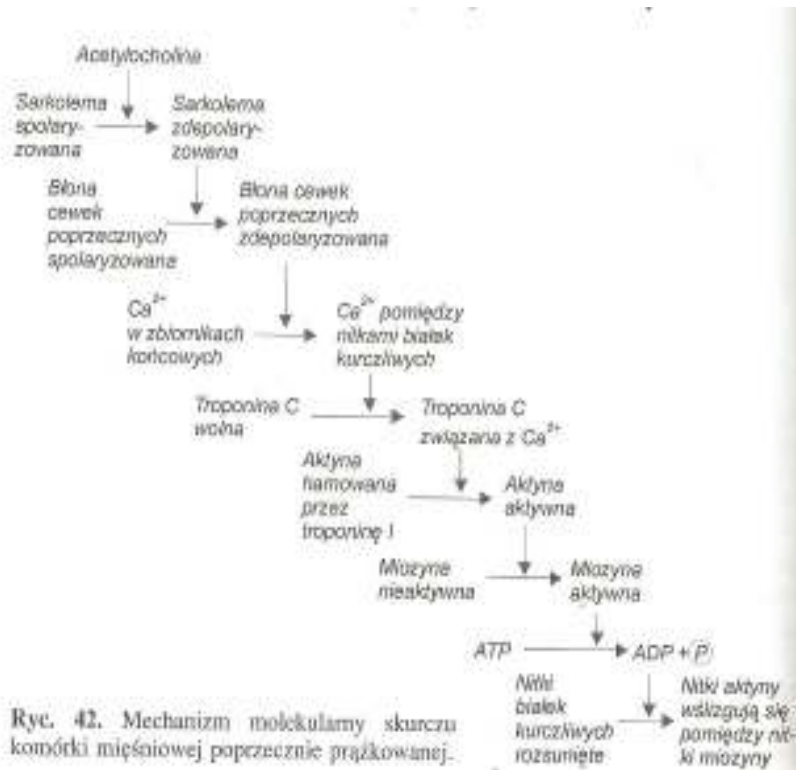 Acetylocholina
Sarkolema
spolary-
zowana
Sarkolema
zdepolary-
zowana
Błona
cewek
poprzecznych
spolaryzowana
Błona cewek
poprzecznych
zdepolaryzowana
Ca²⁺
w zbiornikach
końcowych
Ca²⁺ pomiędzy
nitkami białek
kurczliwych
Troponina C
wolna
Troponina C
związana z Ca²⁺
Aktyna
hamowana
przez
troponinę I
Aktyna
aktywna
Miozyna
nieaktywna
Miozyna
aktywna
ATP
ADP + P
Nitki
białek
kurczliwych
rozsunięte
Nitki aktyny
wślizgują się
pomiędzy nit-
ki miozyny
Ryc. 42. Mechanizm molekularny skurczu
komórki mięśniowej poprzecznie prążkowanej.